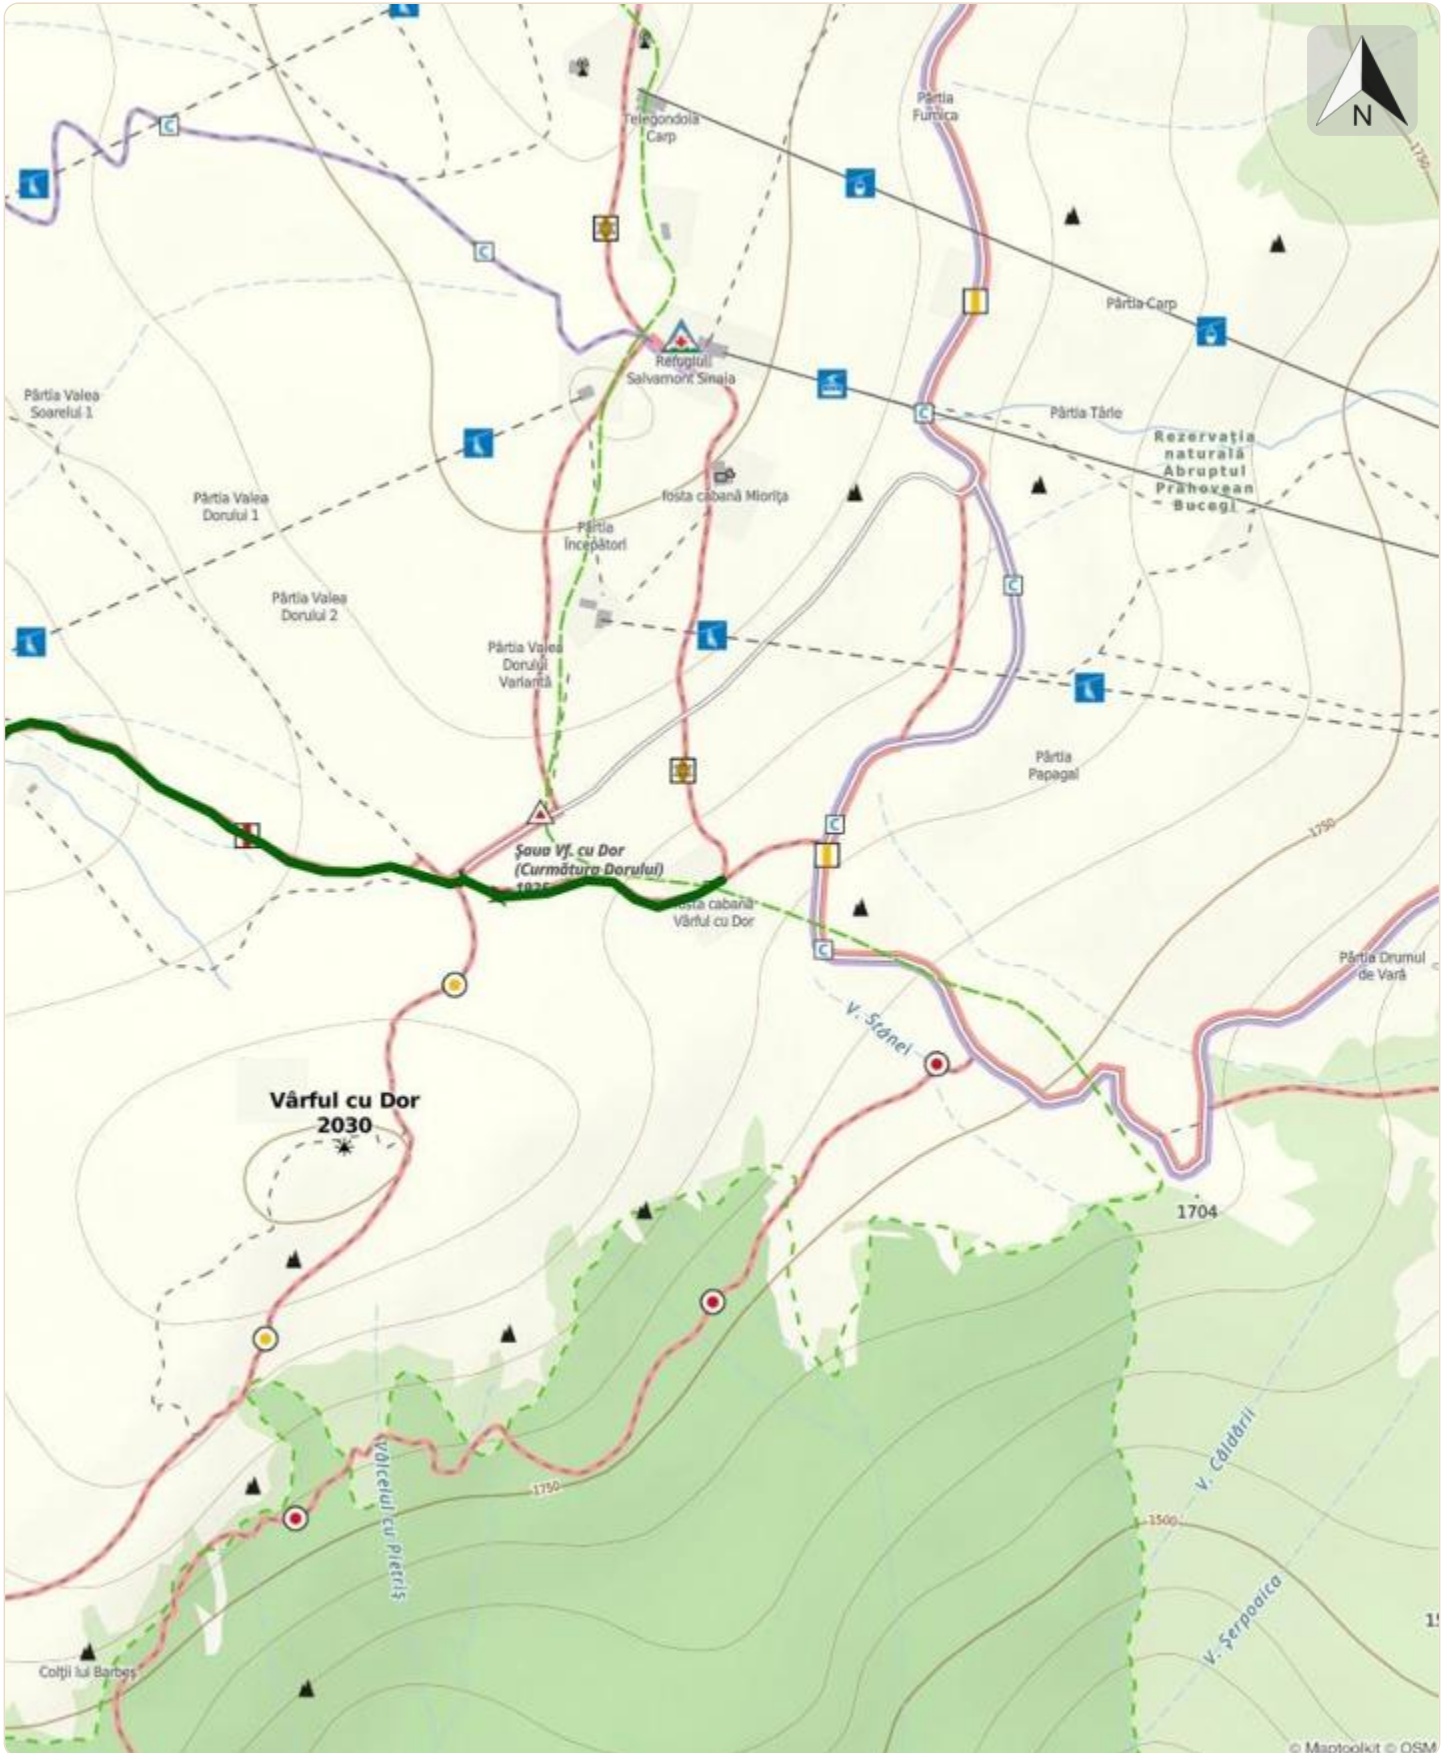 N
1750
Pârtia
Furnica
Telegondola
Carp
C
C
Pârtia Carp
Refugiul
Salvamont Sinaia
Pârtia Valea
Soarelui 1
C
Pârtia Târle
Rezervația
naturală
Abruptul
Prahovean
Bucegi
fosta cabană Miorița
Pârtia Valea
Dorului 1
Pârtia
Începători
C
Pârtia Valea
Dorului 2
Pârtia Valea
Dorului
Variantă
Pârtia
Papagal
C
1750
Șaua Vf. cu Dor
(Curmătura Dorului)
cabană
Vârful cu Dor
C
Pârtia Drumul
de Vară
V. Stânei
Vârful cu Dor
2030
1704
V. Căldării
Vâlcelul cu Pietriș
1750
1500
V. Șerpoaica
Colții lui Barbeș
© Maptoolkit © OSM